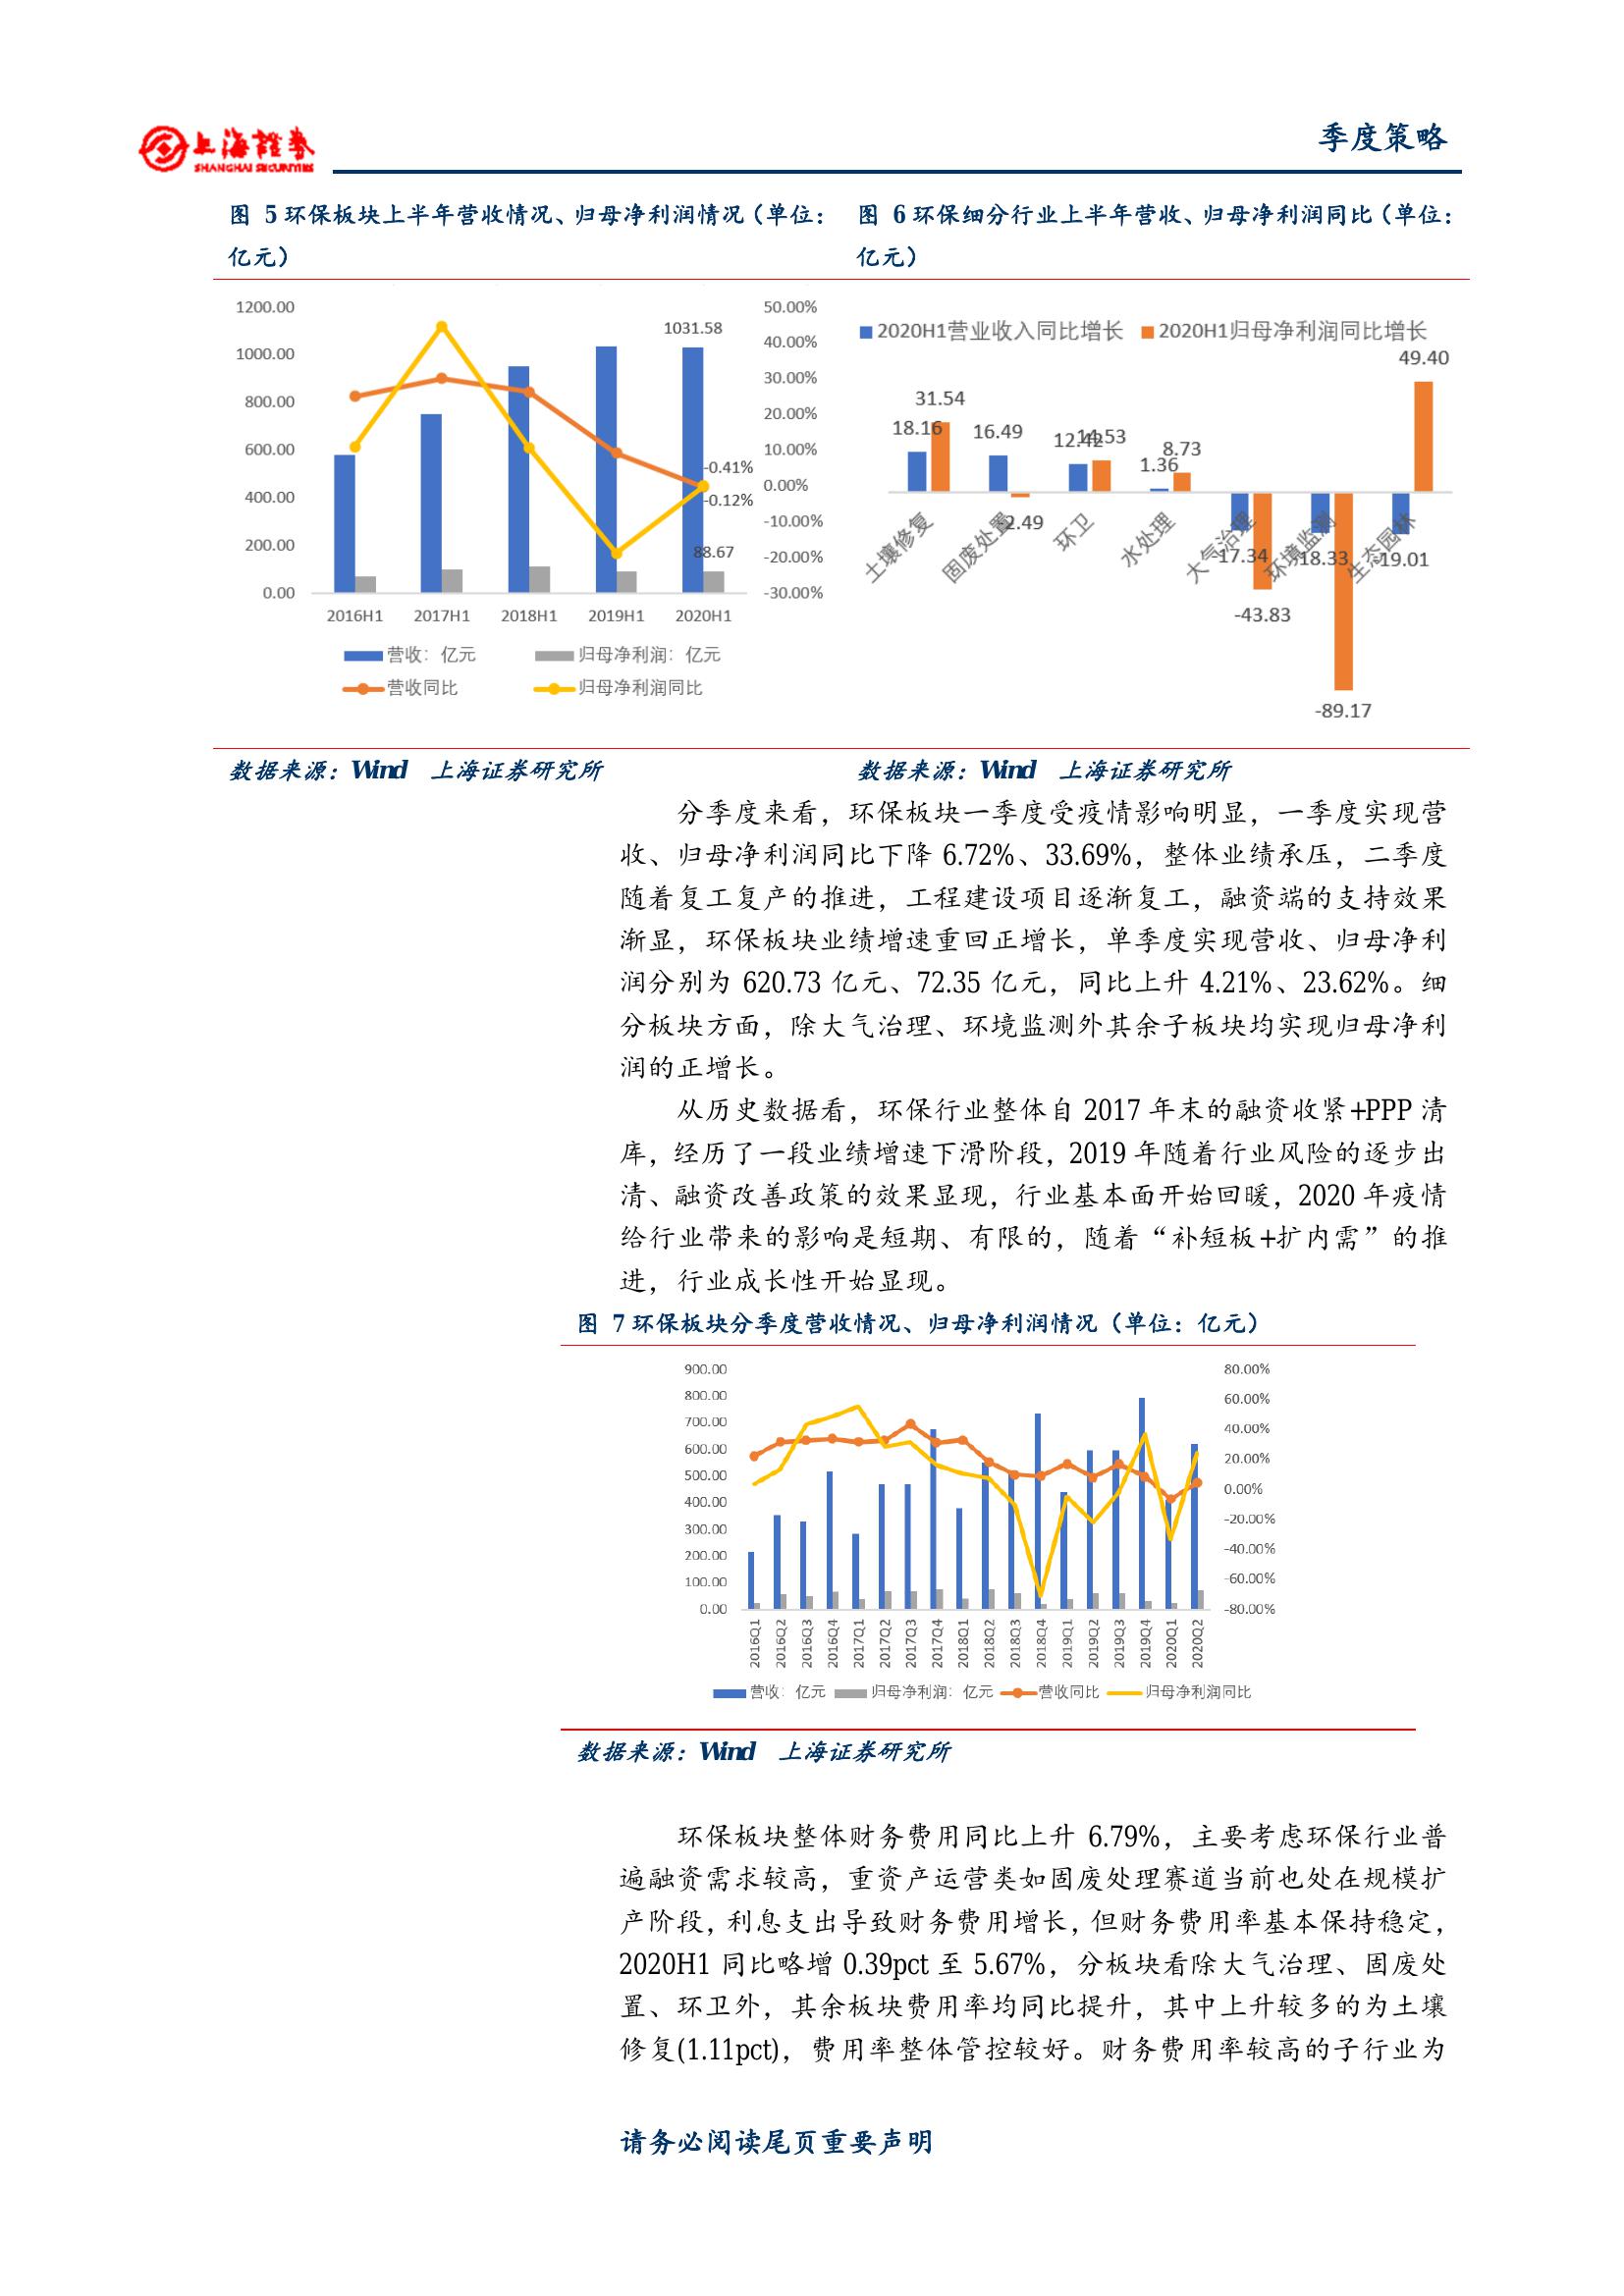 上海證券
SHANGHAI SECURITIES
季度策略
图 5 环保板块上半年营收情况、归母净利润情况（单位：
亿元）
图 6 环保细分行业上半年营收、归母净利润同比（单位：
亿元）
1200.00
1000.00
800.00
600.00
400.00
200.00
0.00
50.00%
40.00%
30.00%
20.00%
10.00%
0.00%
-10.00%
-20.00%
-30.00%
1031.58
-0.41%
-0.12%
88.67
2016H1 2017H1 2018H1 2019H1 2020H1
营收：亿元 归母净利润：亿元
营收同比 归母净利润同比
2020H1营业收入同比增长 2020H1归母净利润同比增长
49.40
31.54
18.16
16.49
12.42
14.53
1.36
8.73
-2.49
-17.34
-18.33
-19.01
-43.83
-89.17
土壤修复
固废处置
环卫
水处理
大气治理
环境监测
生态园林
数据来源：Wind 上海证券研究所
数据来源：Wind 上海证券研究所
分季度来看，环保板块一季度受疫情影响明显，一季度实现营
收、归母净利润同比下降 6.72%、33.69%，整体业绩承压，二季度
随着复工复产的推进，工程建设项目逐渐复工，融资端的支持效果
渐显，环保板块业绩增速重回正增长，单季度实现营收、归母净利
润分别为 620.73 亿元、72.35 亿元，同比上升 4.21%、23.62%。细
分板块方面，除大气治理、环境监测外其余子板块均实现归母净利
润的正增长。
从历史数据看，环保行业整体自 2017 年末的融资收紧+PPP 清
库，经历了一段业绩增速下滑阶段，2019 年随着行业风险的逐步出
清、融资改善政策的效果显现，行业基本面开始回暖，2020 年疫情
给行业带来的影响是短期、有限的，随着“补短板+扩内需”的推
进，行业成长性开始显现。
图 7 环保板块分季度营收情况、归母净利润情况（单位：亿元）
900.00
800.00
700.00
600.00
500.00
400.00
300.00
200.00
100.00
0.00
80.00%
60.00%
40.00%
20.00%
0.00%
-20.00%
-40.00%
-60.00%
-80.00%
2016Q1
2016Q2
2016Q3
2016Q4
2017Q1
2017Q2
2017Q3
2017Q4
2018Q1
2018Q2
2018Q3
2018Q4
2019Q1
2019Q2
2019Q3
2019Q4
2020Q1
2020Q2
营收：亿元 归母净利润：亿元 营收同比 归母净利润同比
数据来源：Wind 上海证券研究所
环保板块整体财务费用同比上升 6.79%，主要考虑环保行业普
遍融资需求较高，重资产运营类如固废处理赛道当前也处在规模扩
产阶段，利息支出导致财务费用增长，但财务费用率基本保持稳定，
2020H1 同比略增 0.39pct 至 5.67%，分板块看除大气治理、固废处
置、环卫外，其余板块费用率均同比提升，其中上升较多的为土壤
修复(1.11pct)，费用率整体管控较好。财务费用率较高的子行业为
请务必阅读尾页重要声明